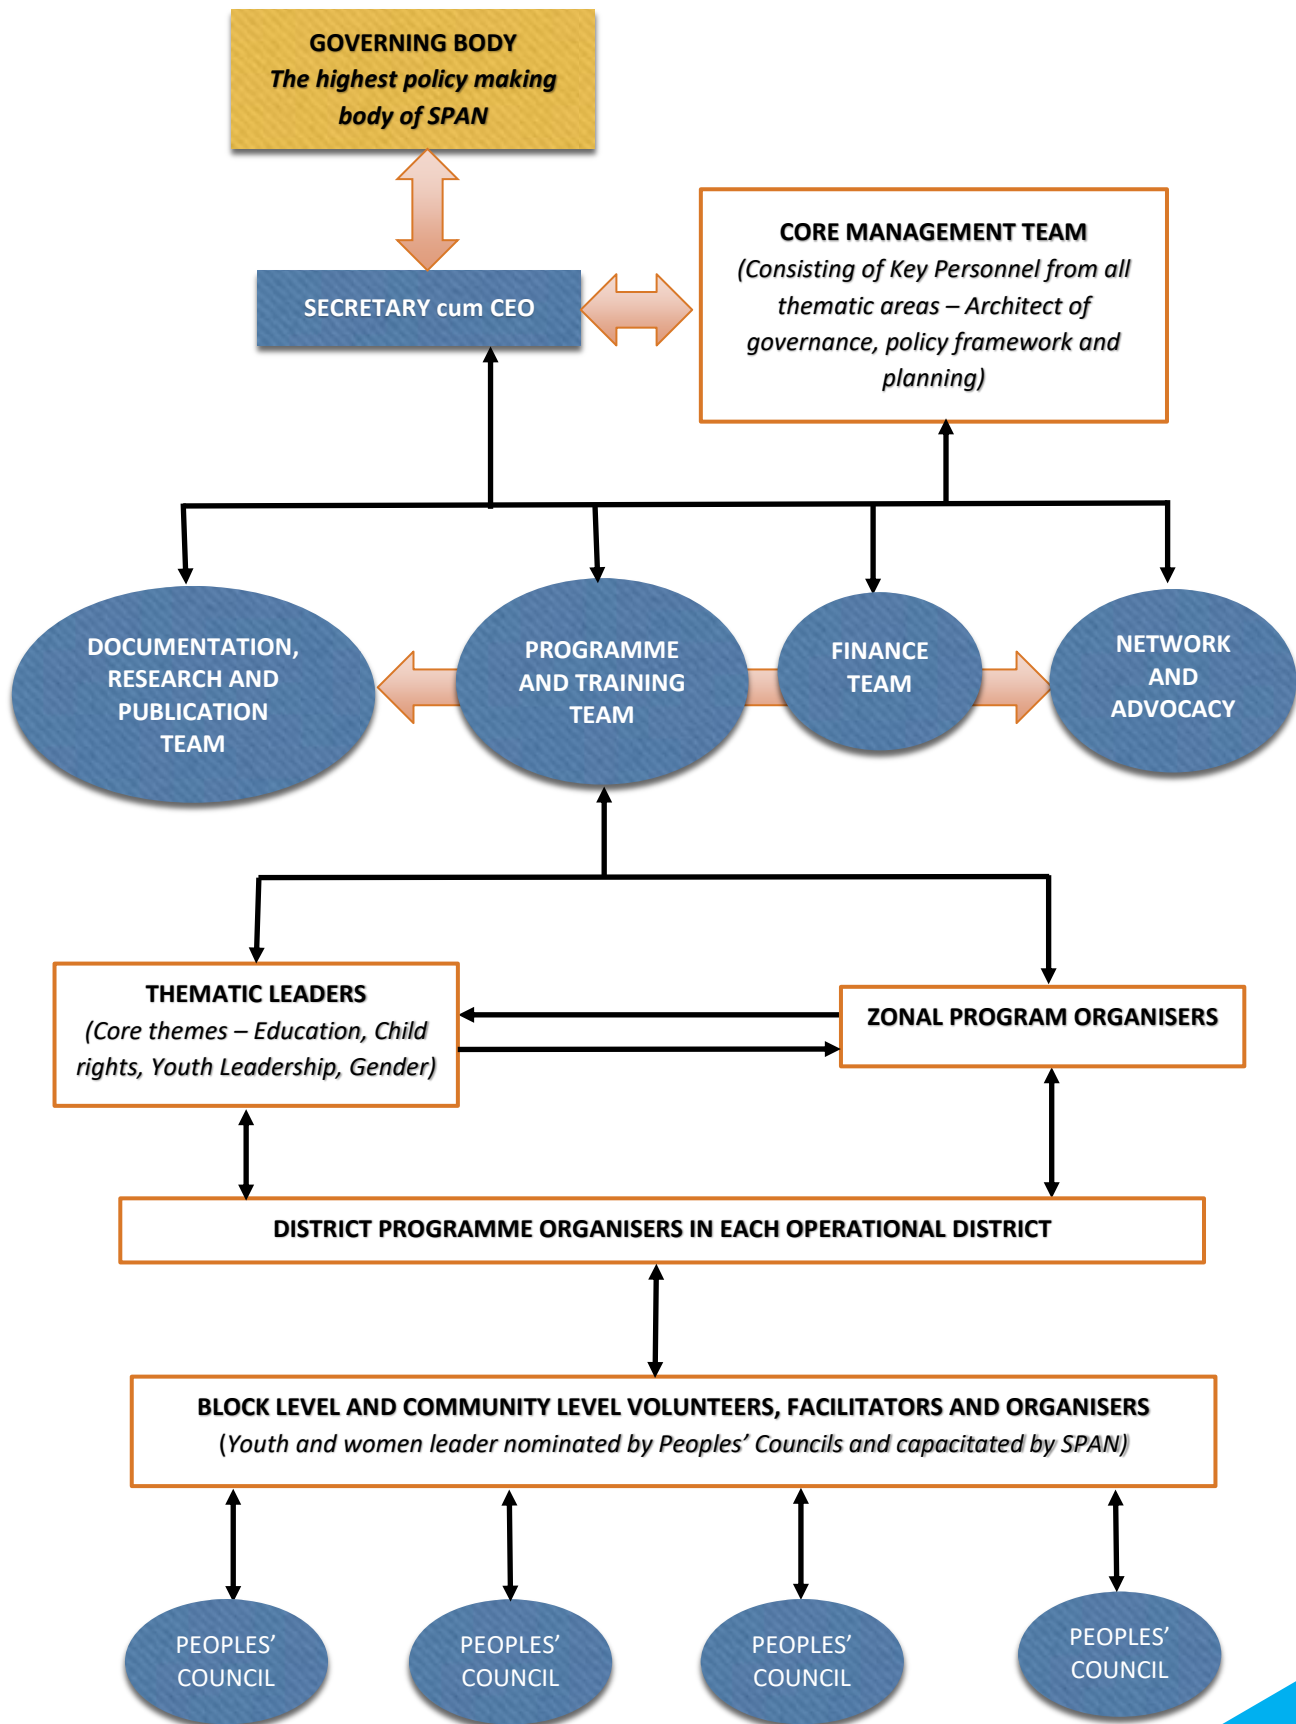 GOVERNING BODY
The highest policy making
body of SPAN
CORE MANAGEMENT TEAM
(Consisting of Key Personnel from all
thematic areas – Architect of
governance, policy framework and
planning)
SECRETARY cum CEO
DOCUMENTATION,
RESEARCH AND
PUBLICATION
TEAM
PROGRAMME
AND TRAINING
TEAM
FINANCE
TEAM
NETWORK
AND
ADVOCACY
THEMATIC LEADERS
(Core themes – Education, Child
rights, Youth Leadership, Gender)
ZONAL PROGRAM ORGANISERS
DISTRICT PROGRAMME ORGANISERS IN EACH OPERATIONAL DISTRICT
BLOCK LEVEL AND COMMUNITY LEVEL VOLUNTEERS, FACILITATORS AND ORGANISERS
(Youth and women leader nominated by Peoples’ Councils and capacitated by SPAN)
PEOPLES’
COUNCIL
PEOPLES’
COUNCIL
PEOPLES’
COUNCIL
PEOPLES’
COUNCIL